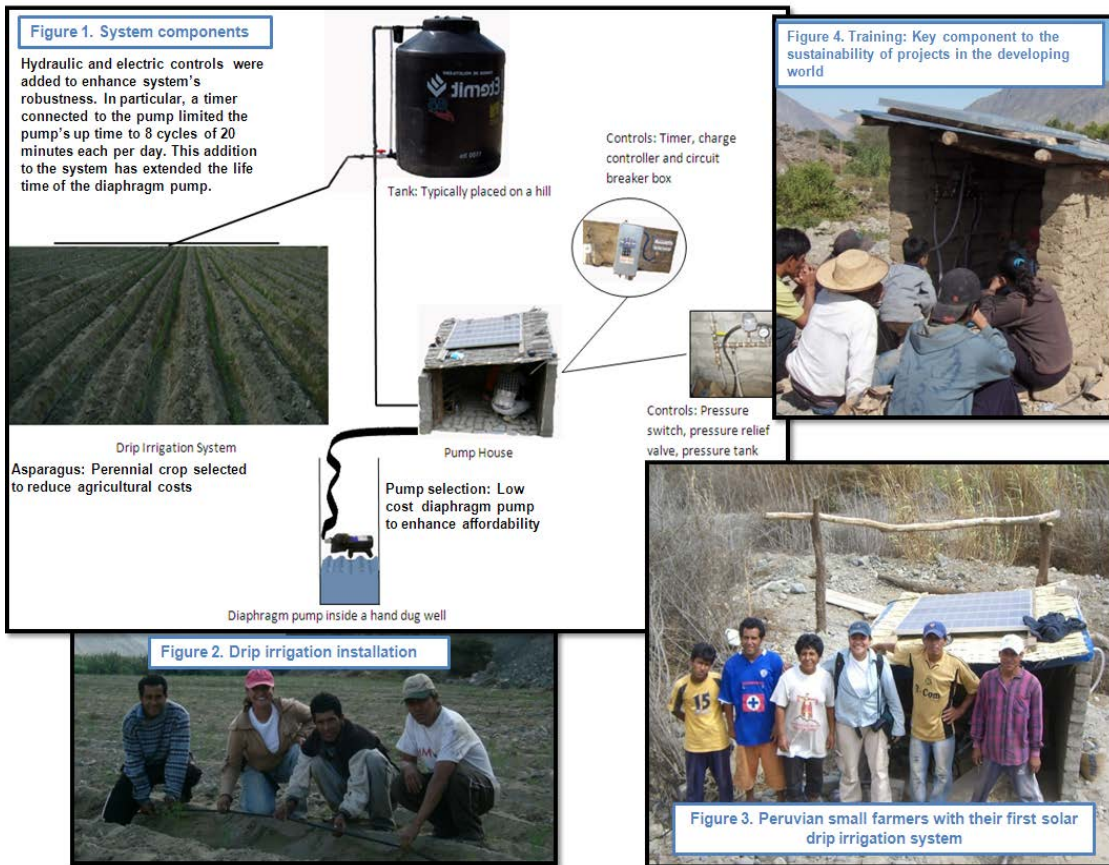 Figure 1. System components
Hydraulic and electric controls were
added to enhance system's
robustness. In particular, a timer
connected to the pump limited the
pump's up time to 8 cycles of 20
minutes each per day. This addition
to the system has extended the life
time of the diaphragm pump.
Eternit
Tank: Typically placed on a hill
Controls: Timer, charge
controller and circuit
breaker box
Drip Irrigation System
Asparagus: Perennial crop selected
to reduce agricultural costs
Pump House
Pump selection: Low
cost diaphragm pump
to enhance affordability
Diaphragm pump inside a hand dug well
Controls: Pressure
switch, pressure relief
valve, pressure tank
Figure 4. Training: Key component to the
sustainability of projects in the developing
world
Figure 2. Drip irrigation installation
15
Figure 3. Peruvian small farmers with their first solar
drip irrigation system